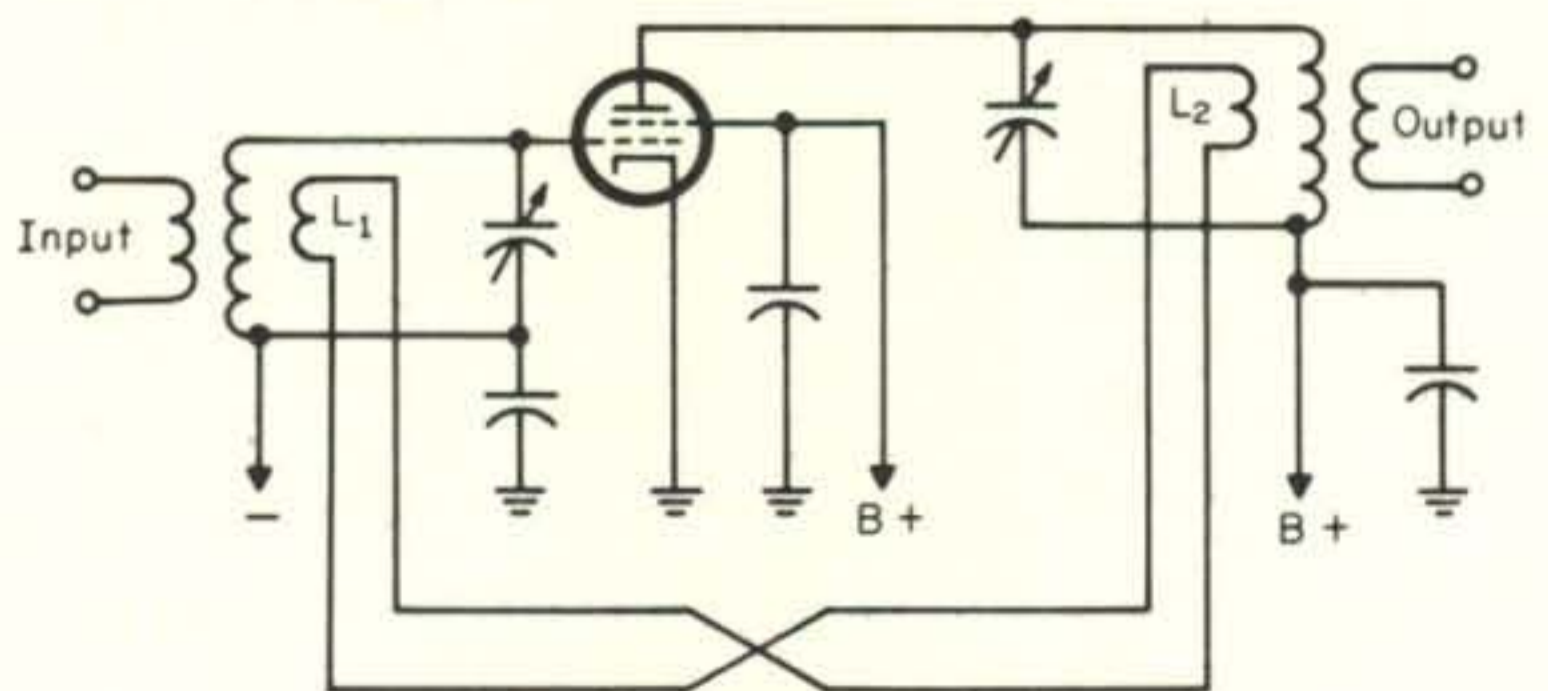 Input
L1
L2
Output
−
B +
B +